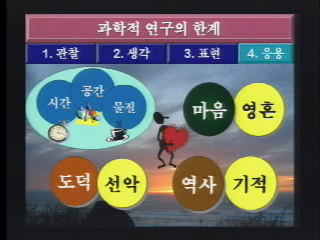 과학적 연구의 한계
1. 관찰
2. 생각
3. 표현
4. 응용
시간
공간
물질
마음
영혼
도덕
선악
역사
기적